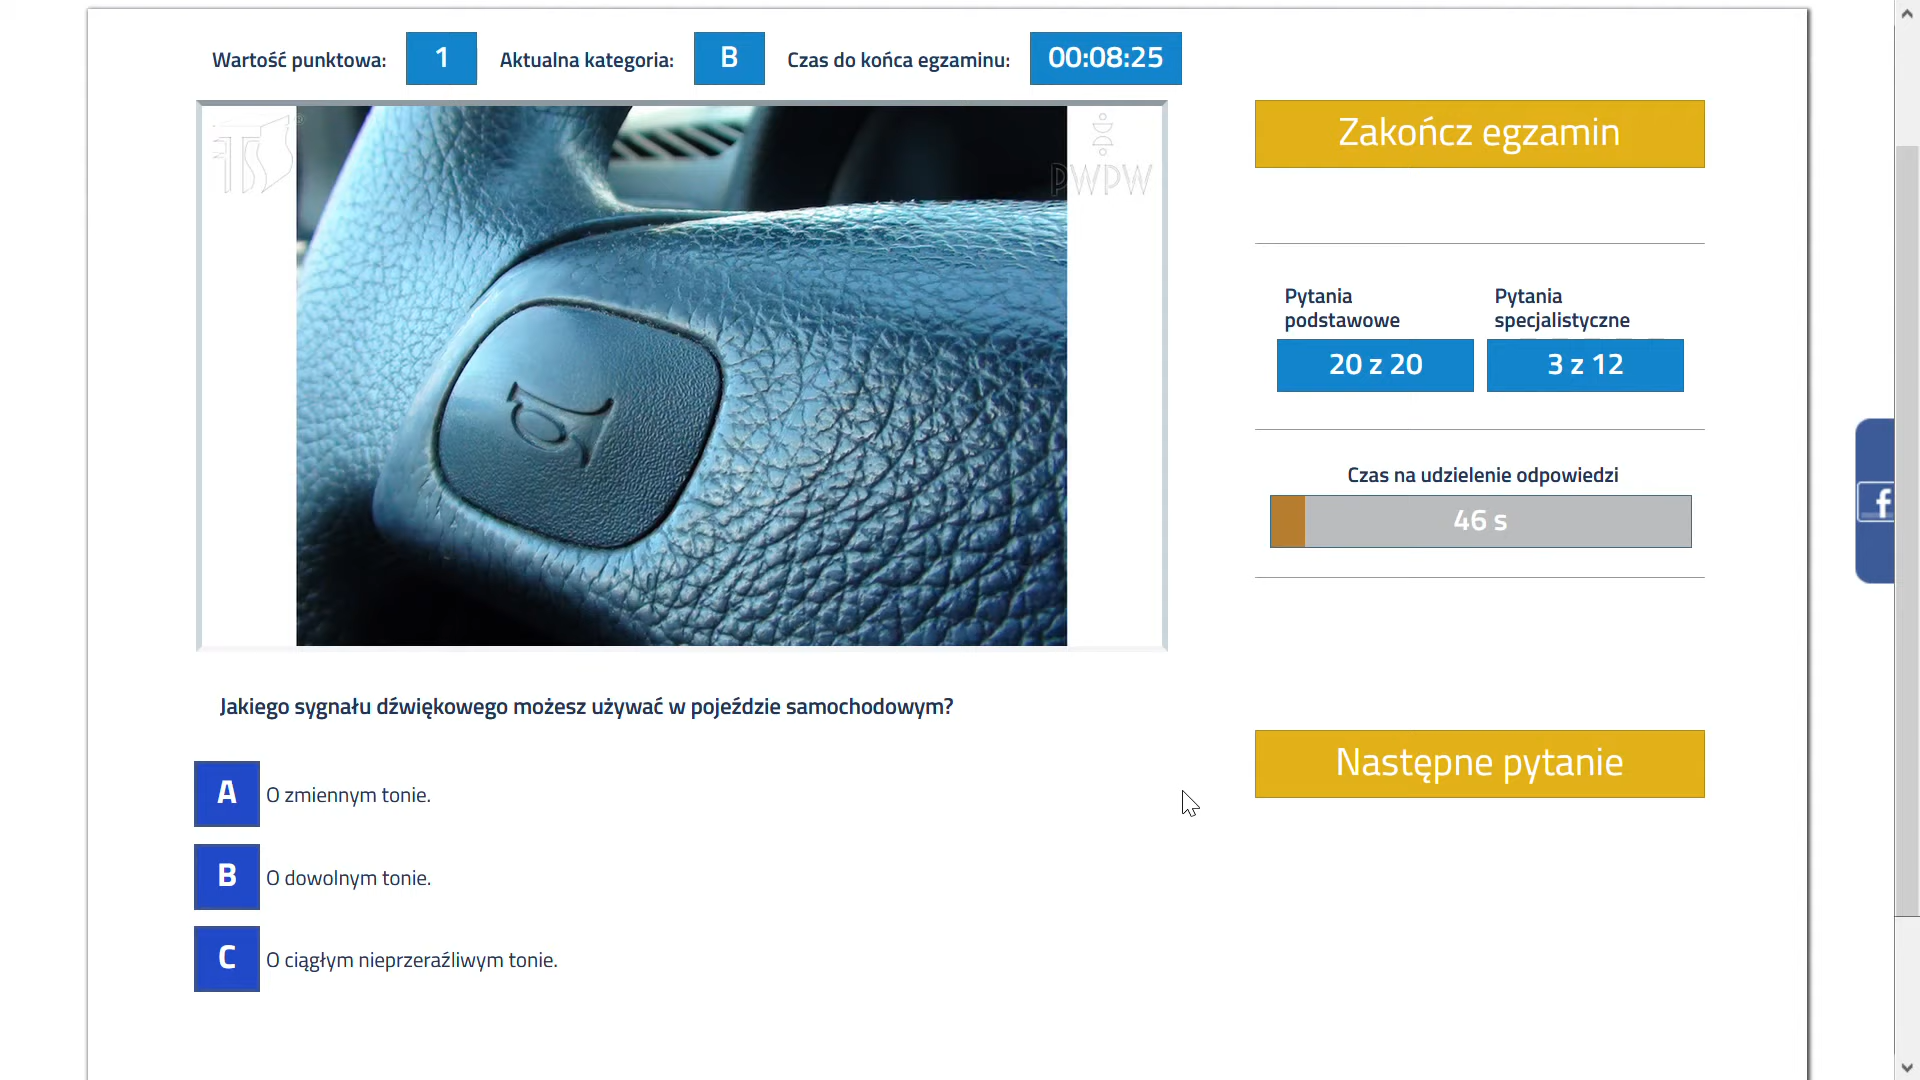 Wartość punktowa: 1 Aktualna kategoria: B Czas do końca egzaminu: 00:08:25
Zakończ egzamin
PWPW
Pytania podstawowe
20 z 20
Pytania specjalistyczne
3 z 12
Czas na udzielenie odpowiedzi
46 s
Jakiego sygnału dźwiękowego możesz używać w pojeździe samochodowym?
Następne pytanie
A O zmiennym tonie.
B O dowolnym tonie.
C O ciągłym nieprzeraźliwym tonie.